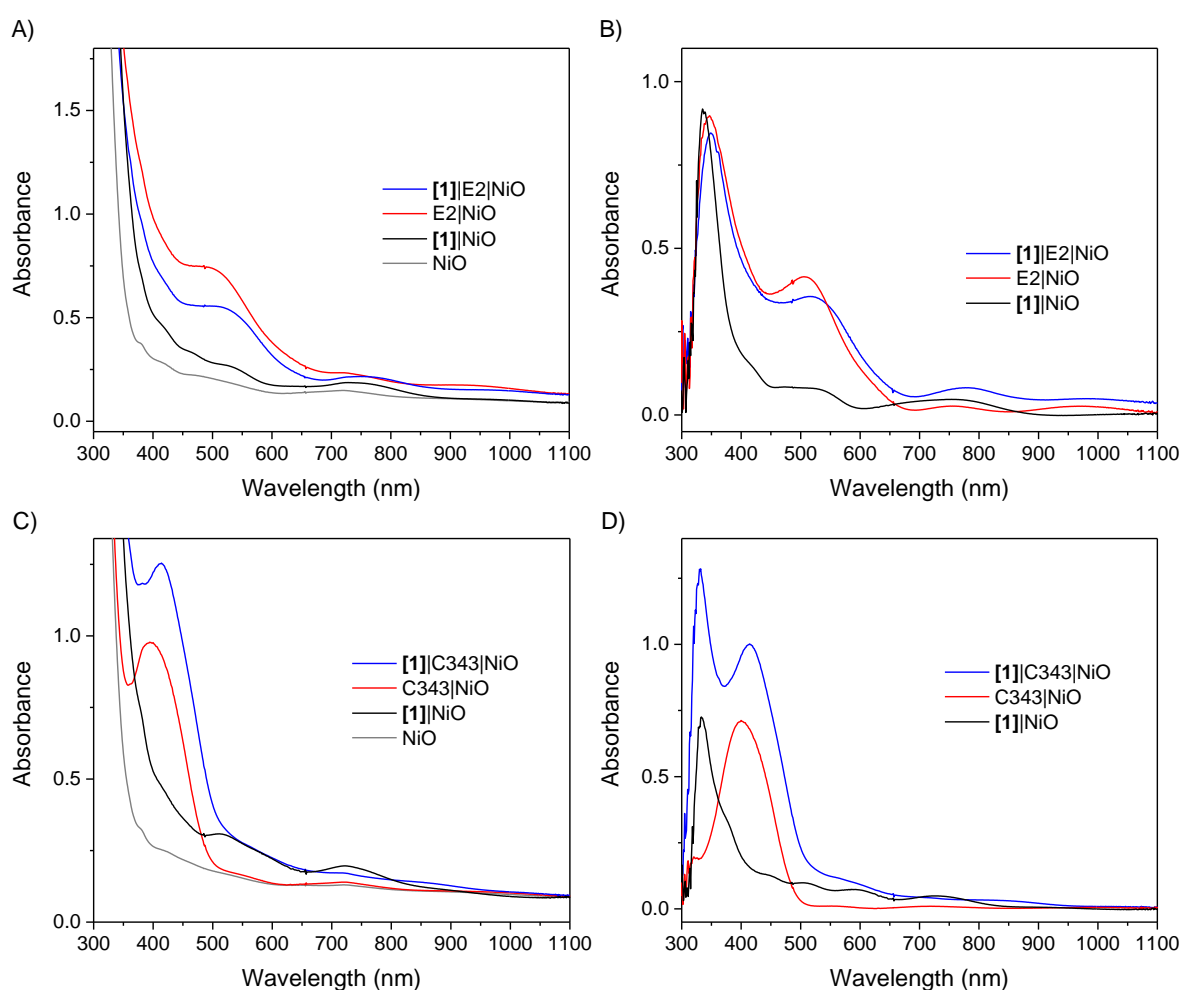 A)
Absorbance
1.5
1.0
0.5
0.0
[1]|E2|NiO
E2|NiO
[1]|NiO
NiO
300 400 500 600 700 800 900 1000 1100
Wavelength (nm)
B)
Absorbance
1.0
0.5
0.0
[1]|E2|NiO
E2|NiO
[1]|NiO
300 400 500 600 700 800 900 1000 1100
Wavelength (nm)
C)
Absorbance
1.0
0.5
0.0
[1]|C343|NiO
C343|NiO
[1]|NiO
NiO
300 400 500 600 700 800 900 1000 1100
Wavelength (nm)
D)
Absorbance
1.0
0.5
0.0
[1]|C343|NiO
C343|NiO
[1]|NiO
300 400 500 600 700 800 900 1000 1100
Wavelength (nm)